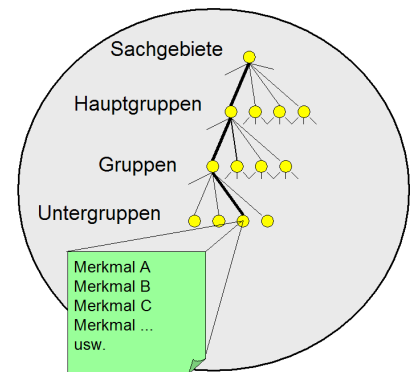 Sachgebiete
Hauptgruppen
Gruppen
Untergruppen
Merkmal A
Merkmal B
Merkmal C
Merkmal ...
usw.